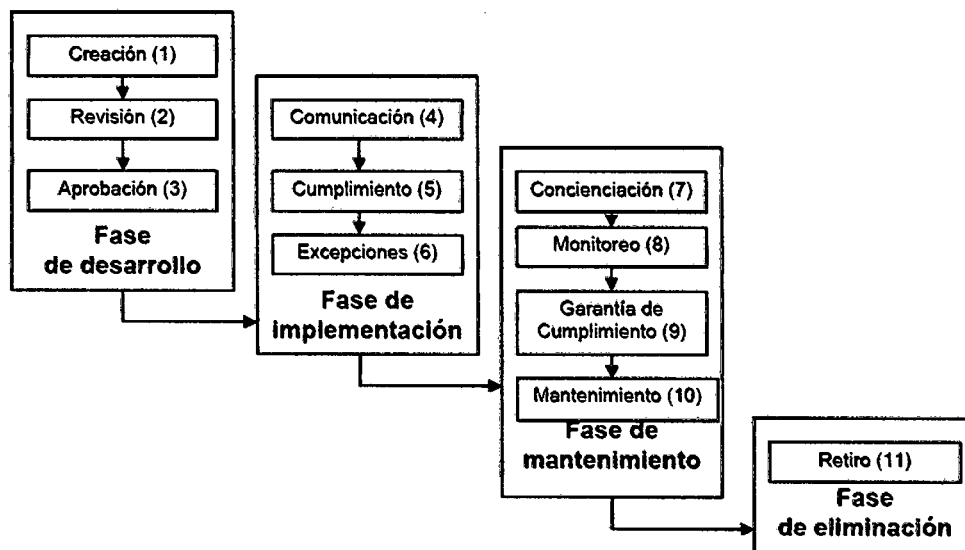 Creación (1)
Revisión (2)
Aprobación (3)
Fase
de desarrollo
Comunicación (4)
Cumplimiento (5)
Excepciones (6)
Fase de
implementación
Concienciación (7)
Monitoreo (8)
Garantía de
Cumplimiento (9)
Mantenimiento (10)
Fase de
mantenimiento
Retiro (11)
Fase
de eliminación